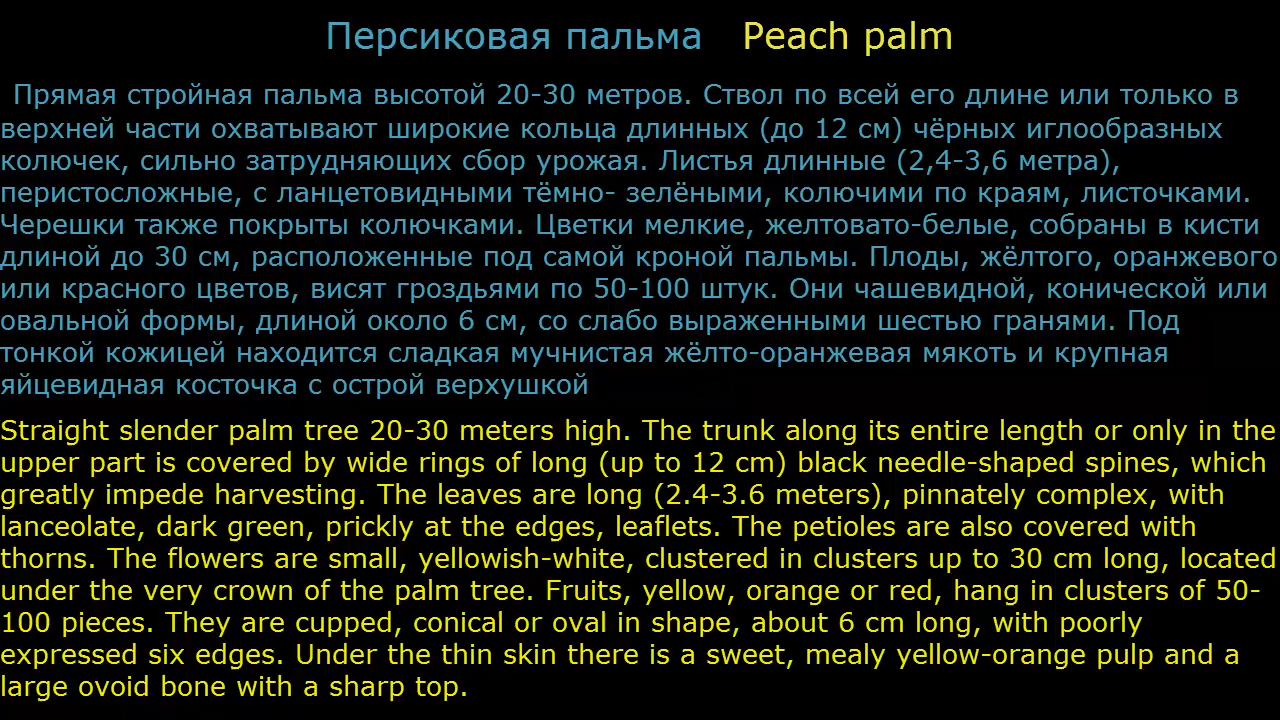 Персиковая пальма Peach palm
Прямая стройная пальма высотой 20-30 метров. Ствол по всей его длине или только в
верхней части охватывают широкие кольца длинных (до 12 см) чёрных иглообразных
колючек, сильно затрудняющих сбор урожая. Листья длинные (2,4-3,6 метра),
перистосложные, с ланцетовидными тёмно- зелёными, колючими по краям, листочками.
Черешки также покрыты колючками. Цветки мелкие, желтовато-белые, собраны в кисти
длиной до 30 см, расположенные под самой кроной пальмы. Плоды, жёлтого, оранжевого
или красного цветов, висят гроздьями по 50-100 штук. Они чашевидной, конической или
овальной формы, длиной около 6 см, со слабо выраженными шестью гранями. Под
тонкой кожицей находится сладкая мучнистая жёлто-оранжевая мякоть и крупная
яйцевидная косточка с острой верхушкой
Straight slender palm tree 20-30 meters high. The trunk along its entire length or only in the
upper part is covered by wide rings of long (up to 12 cm) black needle-shaped spines, which
greatly impede harvesting. The leaves are long (2.4-3.6 meters), pinnately complex, with
lanceolate, dark green, prickly at the edges, leaflets. The petioles are also covered with
thorns. The flowers are small, yellowish-white, clustered in clusters up to 30 cm long, located
under the very crown of the palm tree. Fruits, yellow, orange or red, hang in clusters of 50-
100 pieces. They are cupped, conical or oval in shape, about 6 cm long, with poorly
expressed six edges. Under the thin skin there is a sweet, mealy yellow-orange pulp and a
large ovoid bone with a sharp top.